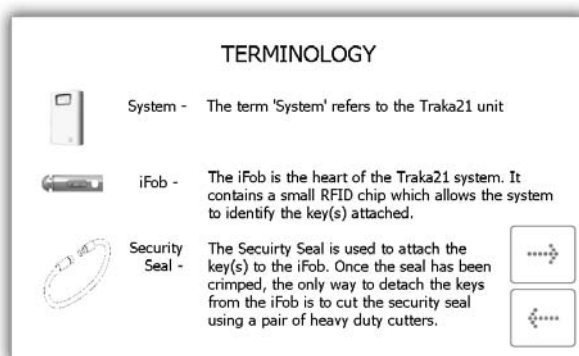 TERMINOLOGY
System - The term 'System' refers to the Traka21 unit
iFob - The iFob is the heart of the Traka21 system. It
contains a small RFID chip which allows the system
to identify the key(s) attached.
Security The Secuirty Seal is used to attach the
Seal - key(s) to the iFob. Once the seal has been
crimped, the only way to detach the keys
from the iFob is to cut the security seal
using a pair of heavy duty cutters.